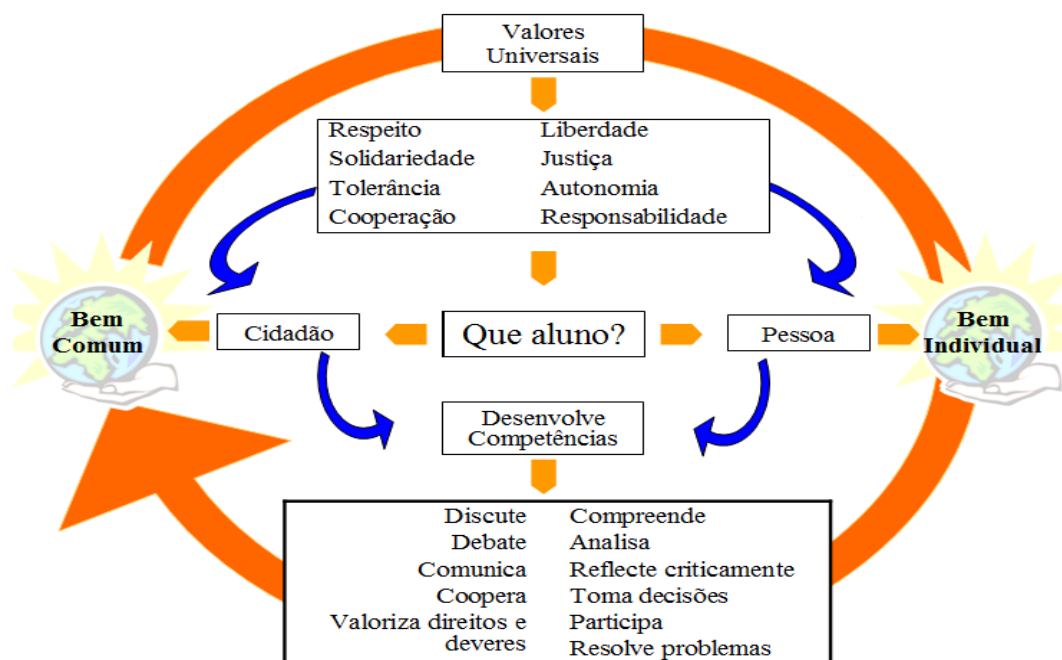 Valores
Universais
Respeito
Solidariedade
Tolerância
Cooperação
Liberdade
Justiça
Autonomia
Responsabilidade
Bem
Comum
Cidadão
Que aluno?
Pessoa
Bem
Individual
Desenvolve
Competências
Discute
Debate
Comunica
Coopera
Valoriza direitos e
deveres
Compreende
Analisa
Reflecte criticamente
Toma decisões
Participa
Resolve problemas